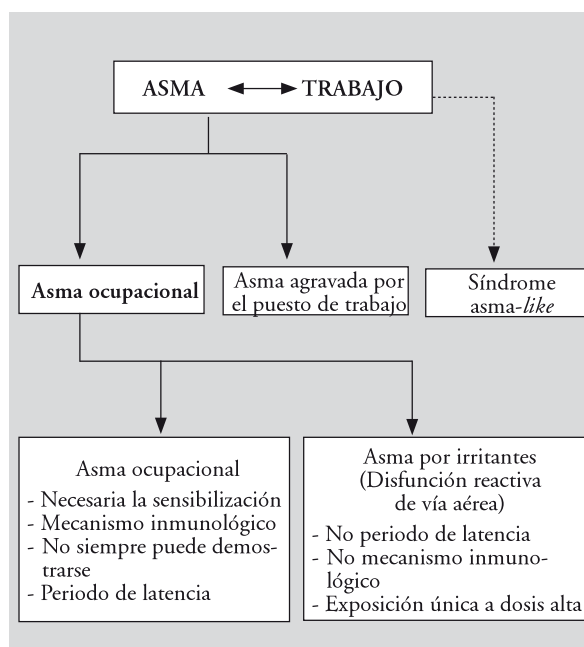 ASMA TRABAJO
Asma ocupacional
Asma agravada por
el puesto de trabajo
Síndrome
asma-like
Asma ocupacional
- Necesaria la sensibilización
- Mecanismo inmunológico
- No siempre puede demos-
trarse
- Periodo de latencia
Asma por irritantes
(Disfunción reactiva
de vía aérea)
- No periodo de latencia
- No mecanismo inmuno-
lógico
- Exposición única a dosis alta